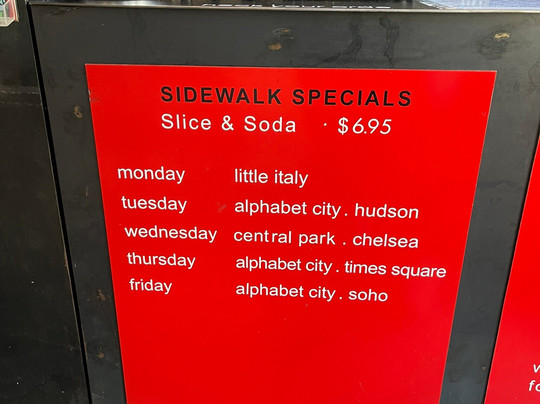 SIDEWALK SPECIALS
Slice & Soda · $6.95
monday little italy
tuesday alphabet city . hudson
wednesday central park . chelsea
thursday alphabet city . times square
friday alphabet city . soho